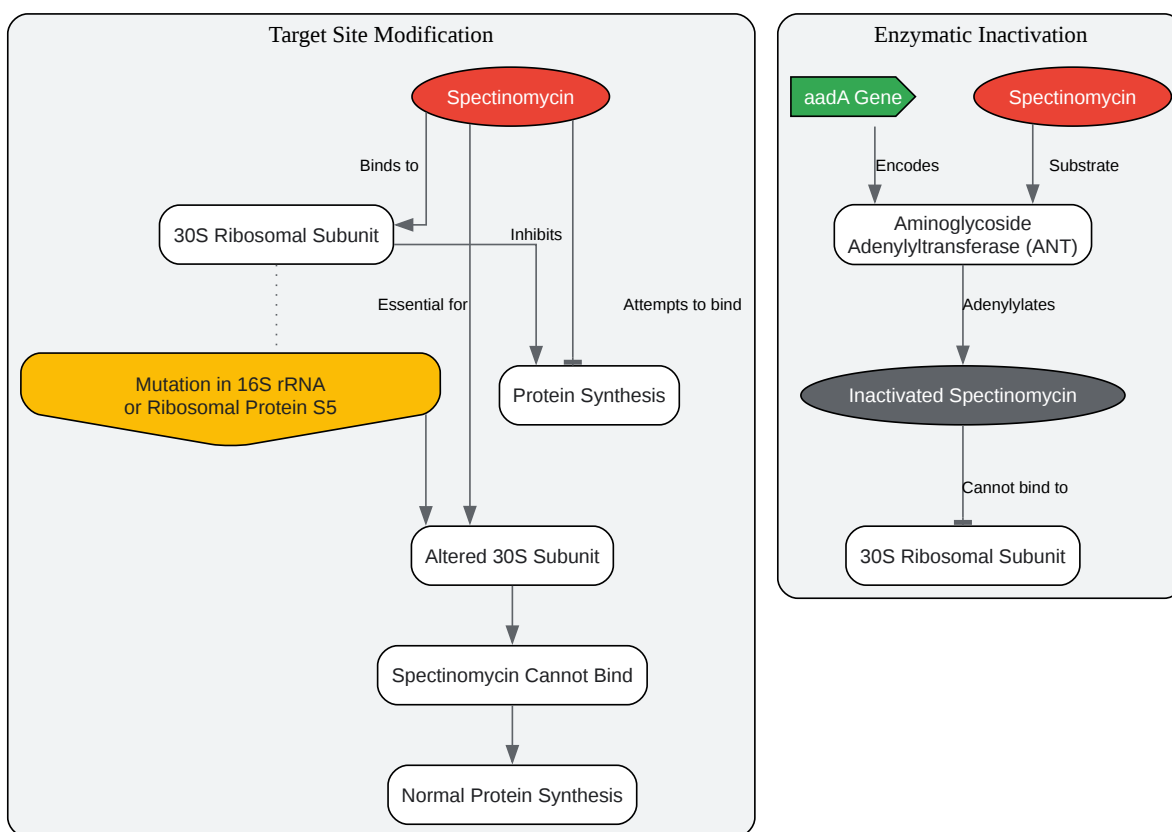 Target Site Modification
Spectinomycin
Binds to
30S Ribosomal Subunit
Inhibits
Essential for
Attempts to bind
Mutation in 16S rRNA
or Ribosomal Protein S5
Protein Synthesis
Altered 30S Subunit
Spectinomycin Cannot Bind
Normal Protein Synthesis
Enzymatic Inactivation
aadA Gene
Spectinomycin
Encodes
Substrate
Aminoglycoside
Adenylyltransferase (ANT)
Adenylylates
Inactivated Spectinomycin
Cannot bind to
30S Ribosomal Subunit